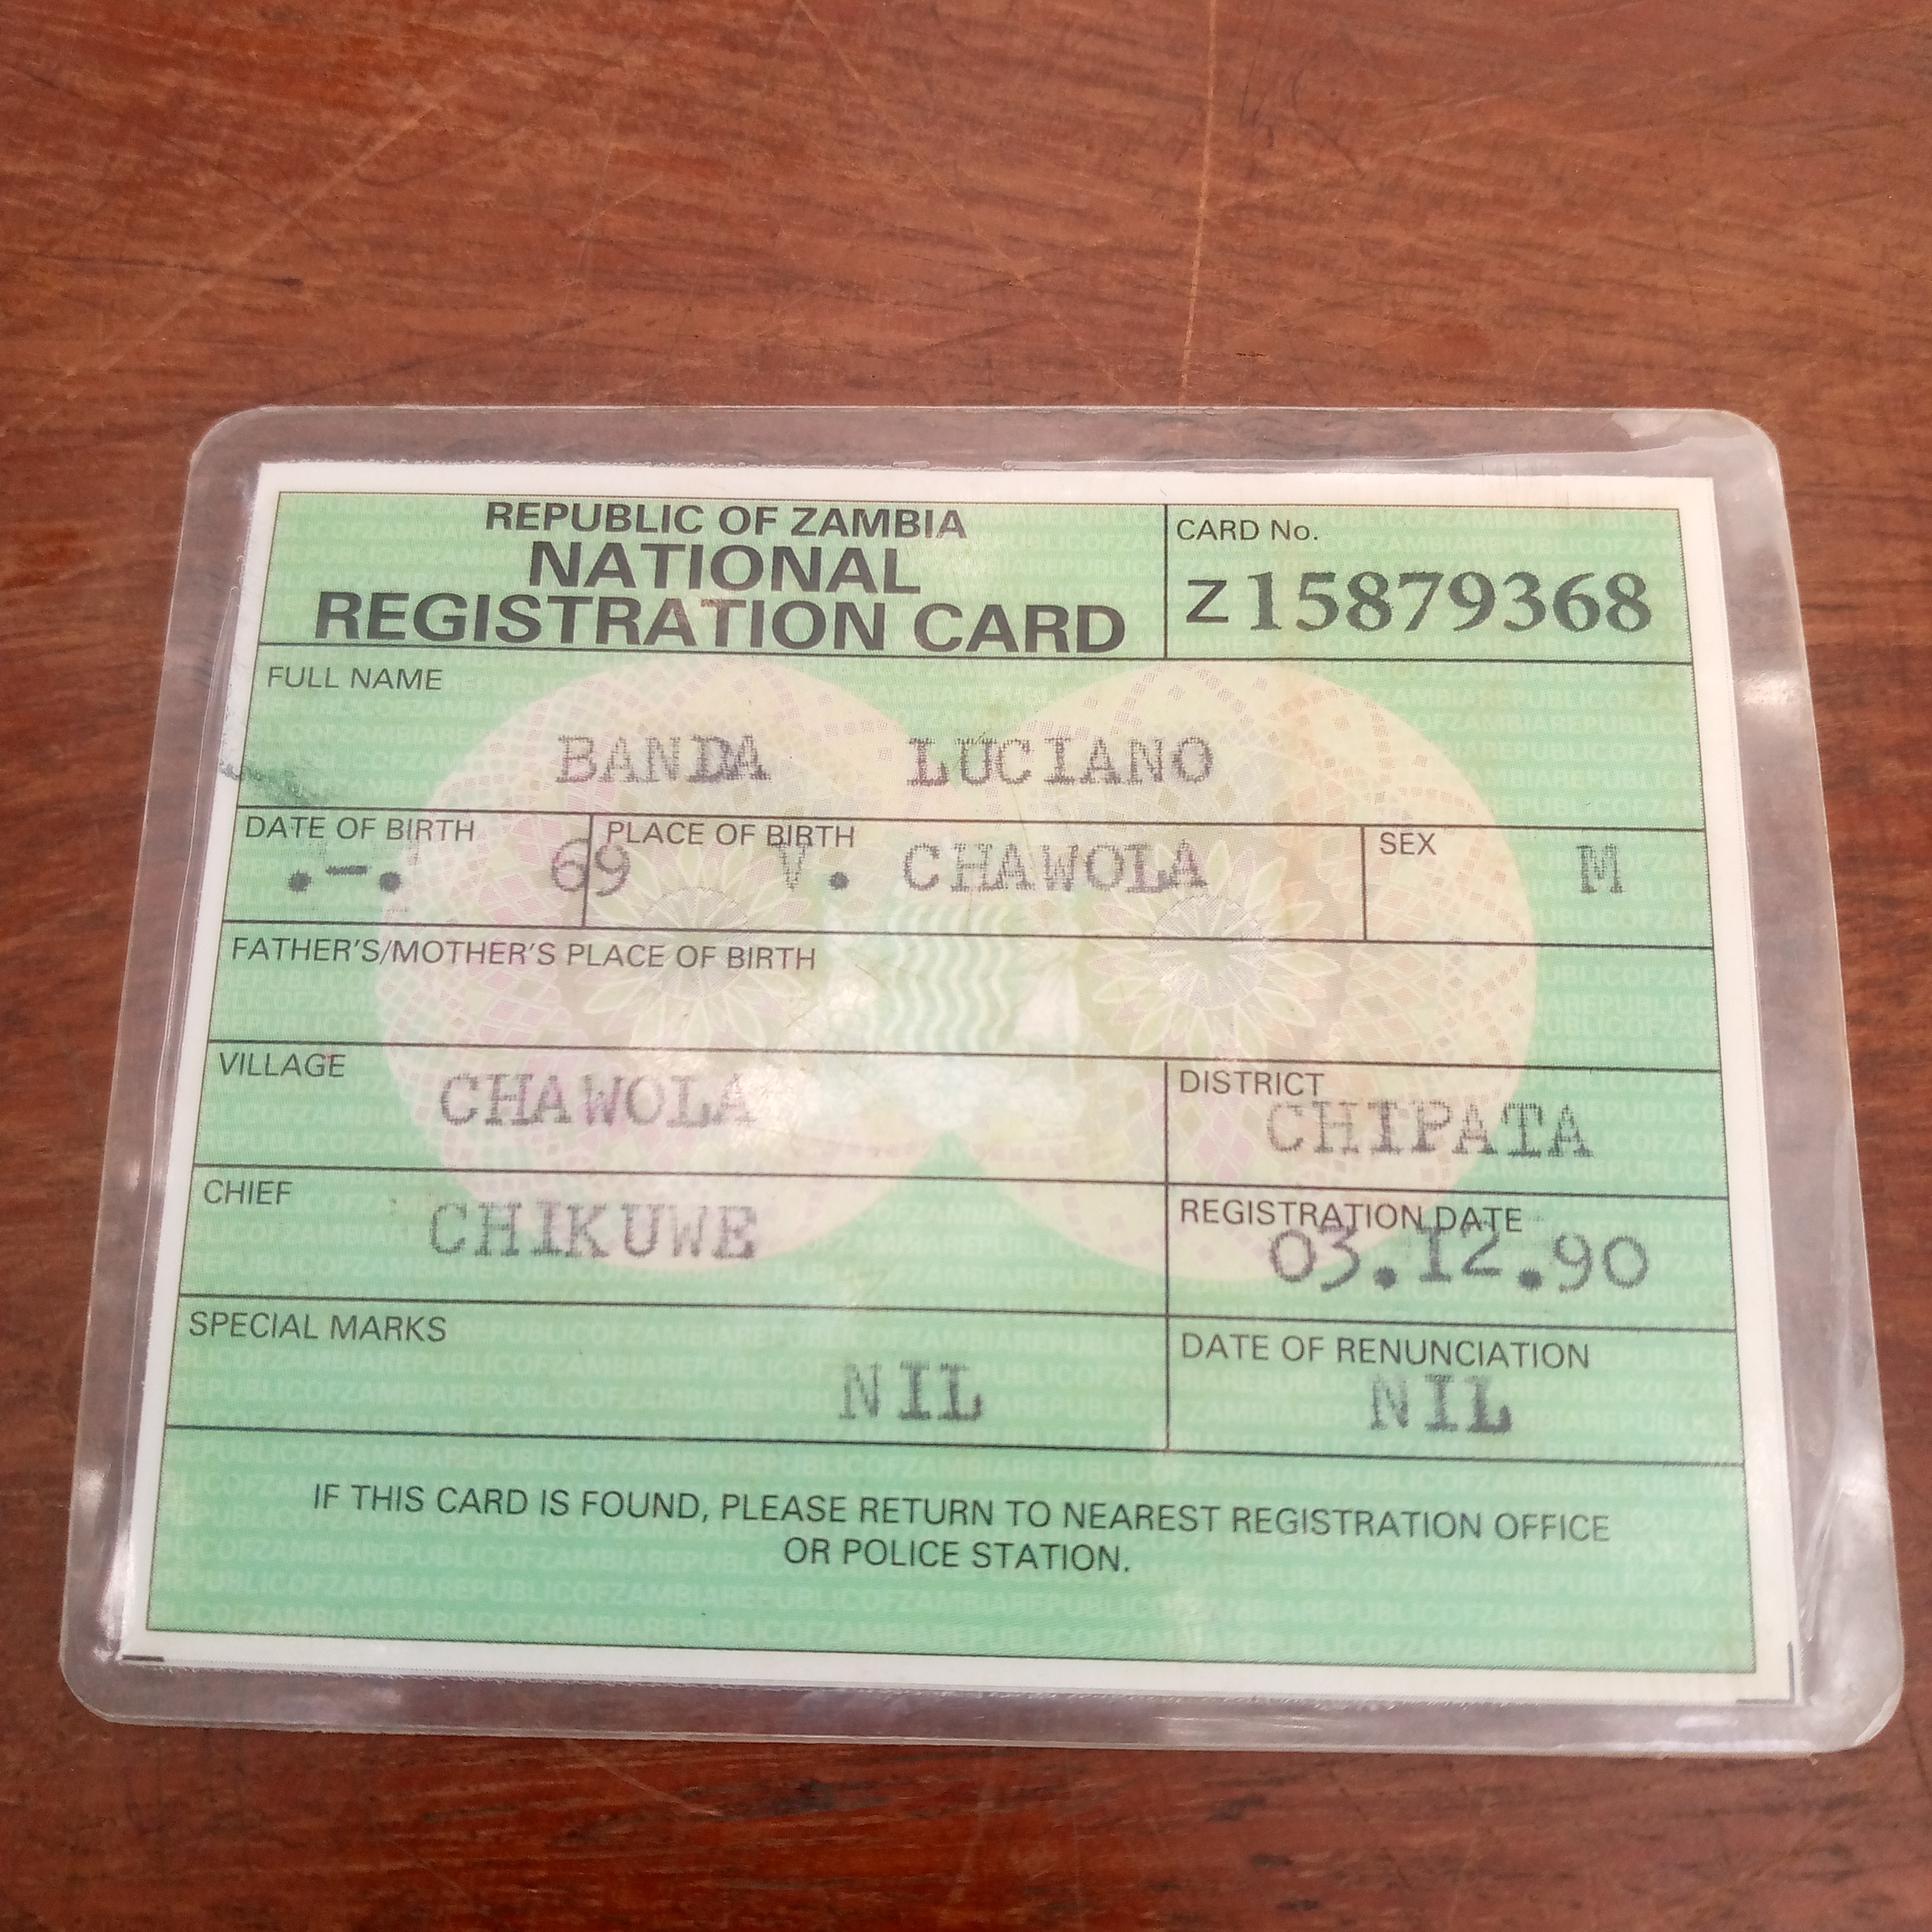 REPUBLIC OF ZAMBIA
NATIONAL
REGISTRATION CARD
CARD No.
Z15879368
FULL NAME
BANDA LUCIANO
DATE OF BIRTH
.-. 69
PLACE OF BIRTH
V. CHAWOLA
SEX
M
FATHER'S/MOTHER'S PLACE OF BIRTH
VILLAGE
CHAWOLA
DISTRICT
CHIPATA
CHIEF
CHIKUWE
REGISTRATION DATE
03.12.90
SPECIAL MARKS
NIL
DATE OF RENUNCIATION
NIL
IF THIS CARD IS FOUND, PLEASE RETURN TO NEAREST REGISTRATION OFFICE
OR POLICE STATION.